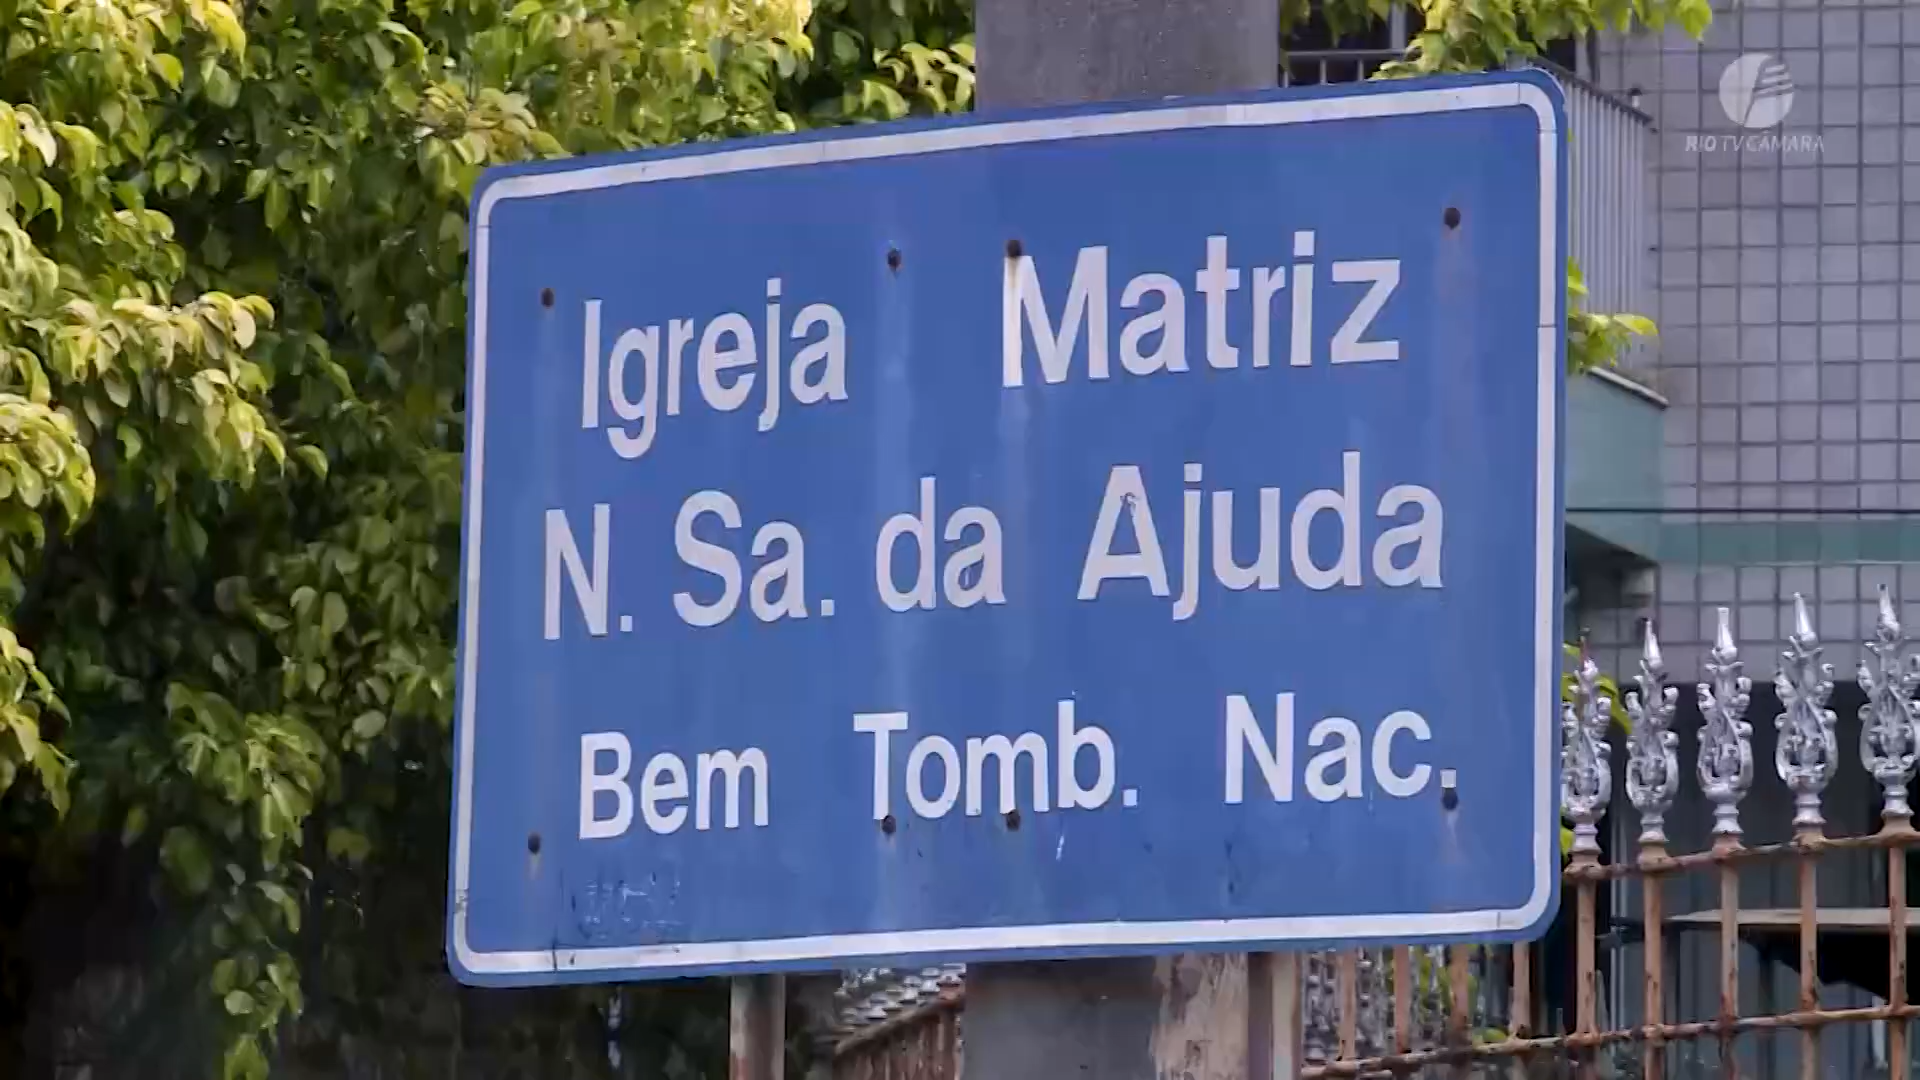 RIO TV CÂMARA
Igreja Matriz
N. Sa. da Ajuda
Bem Tomb. Nac.